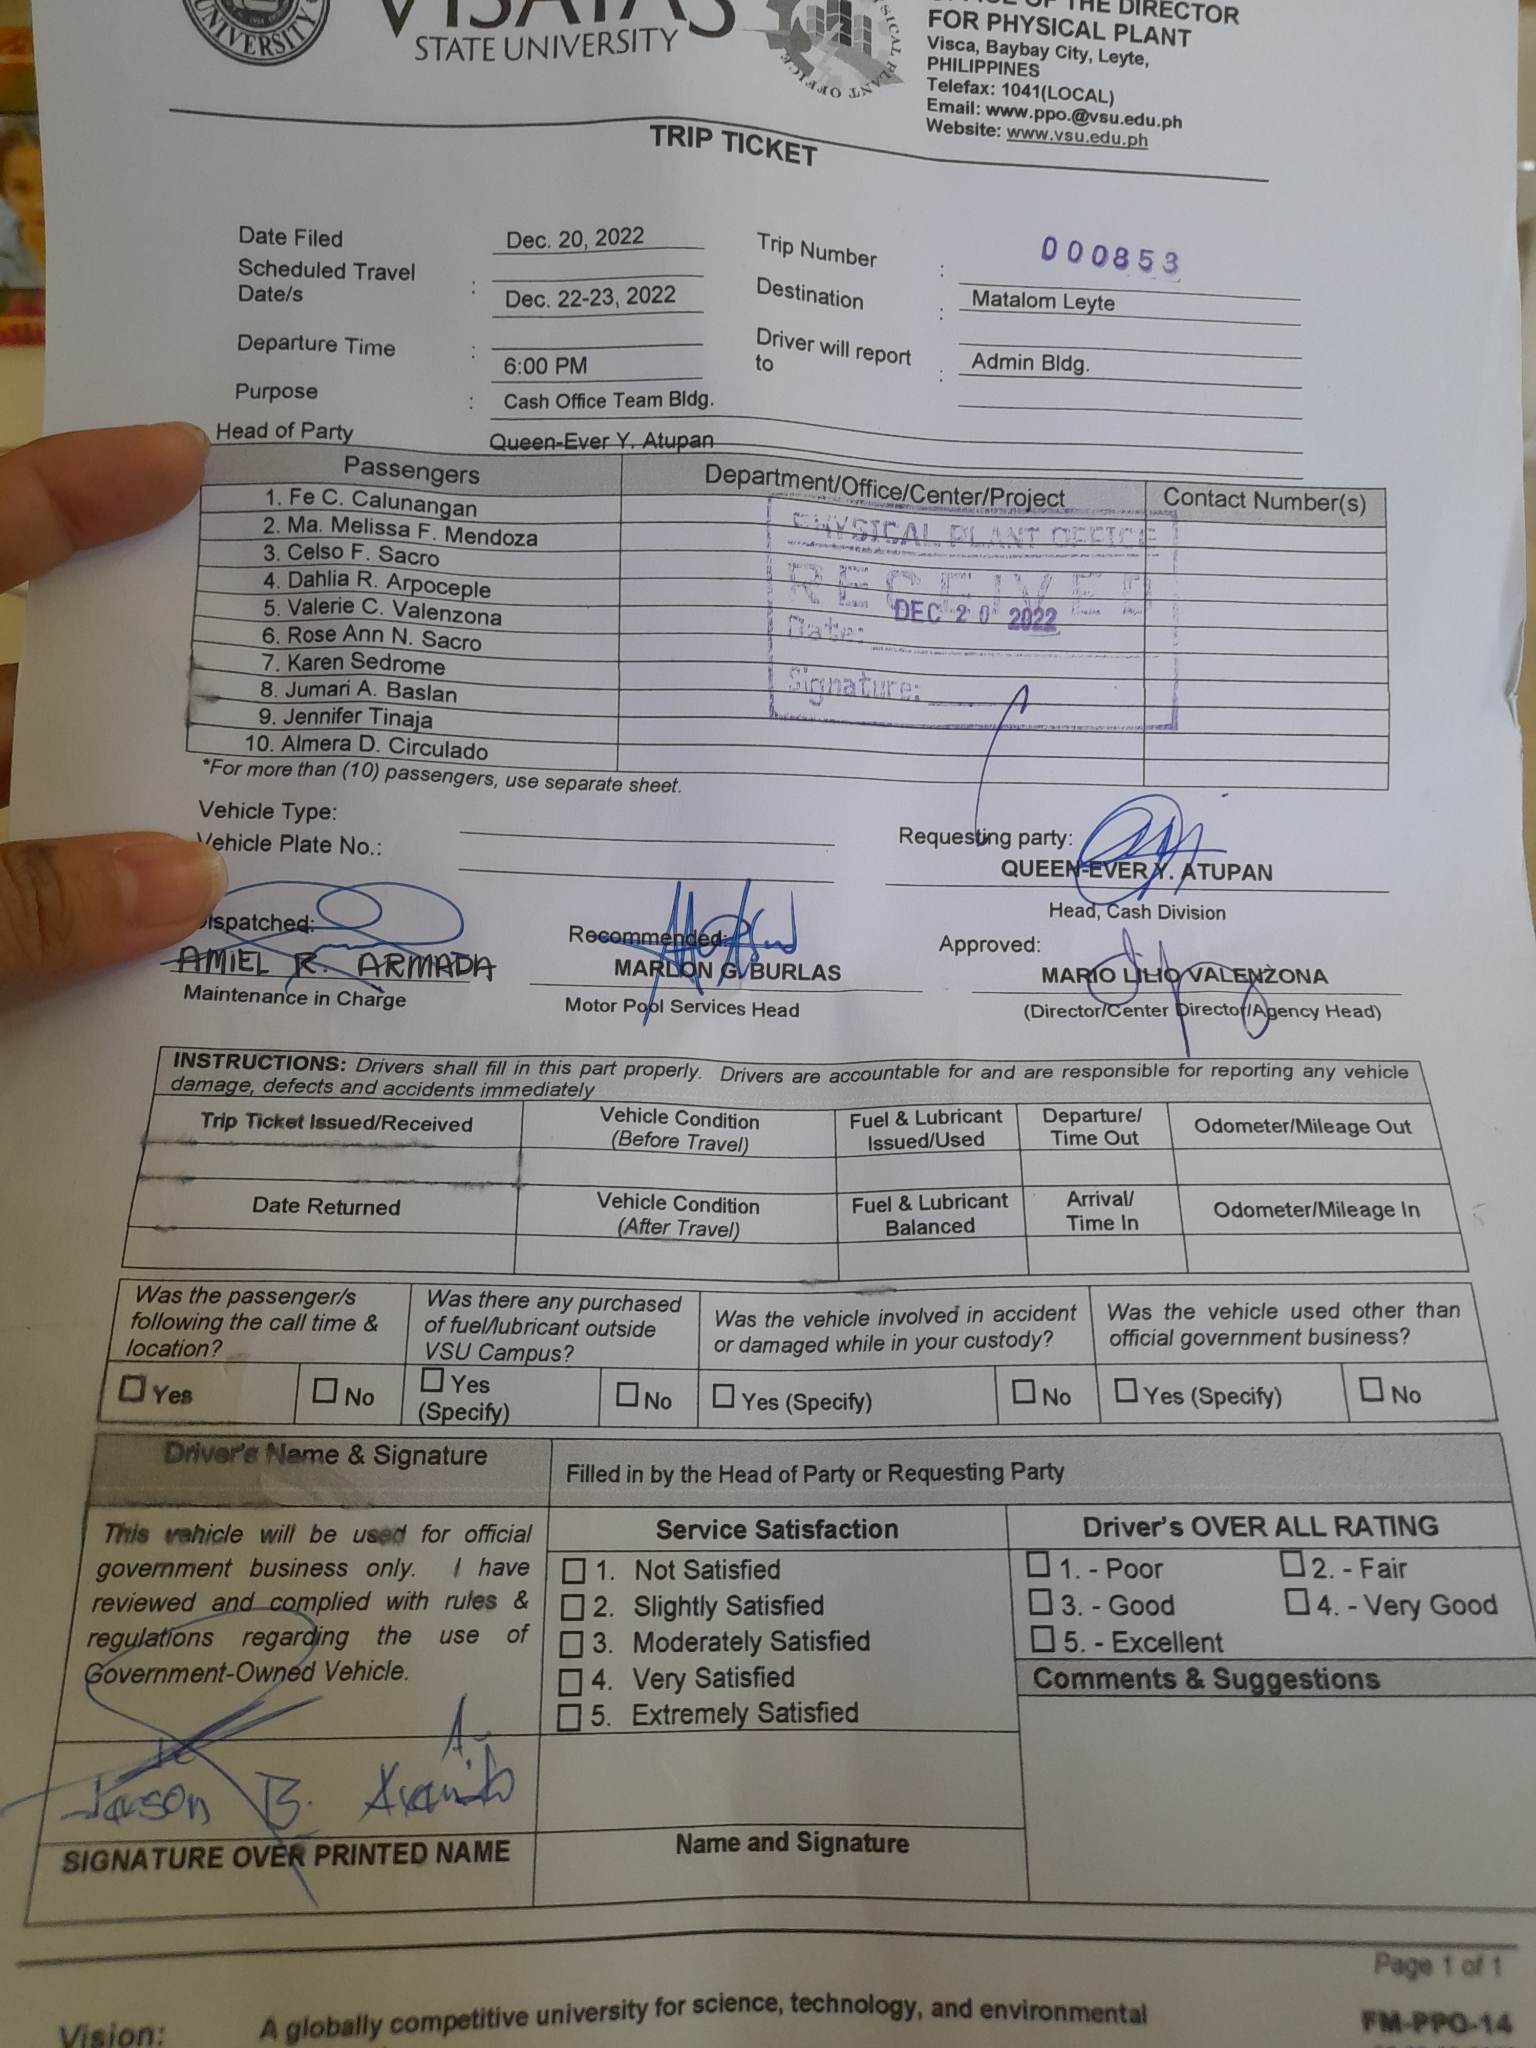 UNIVERSITY
VISAYAS
STATE UNIVERSITY
OFFICE OF THE DIRECTOR
FOR PHYSICAL PLANT
Visca, Baybay City, Leyte,
PHILIPPINES
Telefax: 1041(LOCAL)
Email: www.ppo.@vsu.edu.ph
Website: www.vsu.edu.ph
TRIP TICKET
Date Filed Dec. 20, 2022 Trip Number : 000853
Scheduled Travel Date/s : Dec. 22-23, 2022 Destination : Matalom Leyte
Departure Time : 6:00 PM Driver will report to : Admin Bldg.
Purpose : Cash Office Team Bldg.
Head of Party Queen-Ever Y. Atupan
Passengers Department/Office/Center/Project Contact Number(s)
1. Fe C. Calunangan
2. Ma. Melissa F. Mendoza
3. Celso F. Sacro
4. Dahlia R. Arpoceple
5. Valerie C. Valenzona
6. Rose Ann N. Sacro
7. Karen Sedrome
8. Jumari A. Baslan
9. Jennifer Tinaja
10. Almera D. Circulado
PHYSICAL PLANT OFFICE
RECEIVED
Date: DEC 20 2022
Signature:
*For more than (10) passengers, use separate sheet.
Vehicle Type:
Vehicle Plate No.:
Requesting party:
QUEEN-EVER Y. ATUPAN
Head, Cash Division
Dispatched:
AMIEL R. ARMADA
Maintenance in Charge
Recommended:
MARLON G. BURLAS
Motor Pool Services Head
Approved:
MARIO LILIO VALENZONA
(Director/Center Director/Agency Head)
INSTRUCTIONS: Drivers shall fill in this part properly. Drivers are accountable for and are responsible for reporting any vehicle
damage, defects and accidents immediately
Trip Ticket Issued/Received Vehicle Condition (Before Travel) Fuel & Lubricant Issued/Used Departure/ Time Out Odometer/Mileage Out
Date Returned Vehicle Condition (After Travel) Fuel & Lubricant Balanced Arrival/ Time In Odometer/Mileage In
Was the passenger/s following the call time & location?
Was there any purchased of fuel/lubricant outside VSU Campus?
Was the vehicle involved in accident or damaged while in your custody?
Was the vehicle used other than official government business?
Yes No Yes (Specify) No Yes (Specify) No Yes (Specify) No
Driver's Name & Signature
Filled in by the Head of Party or Requesting Party
This vehicle will be used for official
government business only. I have
reviewed and complied with rules &
regulations regarding the use of
Government-Owned Vehicle.
Service Satisfaction
1. Not Satisfied
2. Slightly Satisfied
3. Moderately Satisfied
4. Very Satisfied
5. Extremely Satisfied
Driver's OVER ALL RATING
1. - Poor 2. - Fair
3. - Good 4. - Very Good
5. - Excellent
Comments & Suggestions
B.
SIGNATURE OVER PRINTED NAME
Name and Signature
Page 1 of 1
Vision: A globally competitive university for science, technology, and environmental
FM-PPO-14